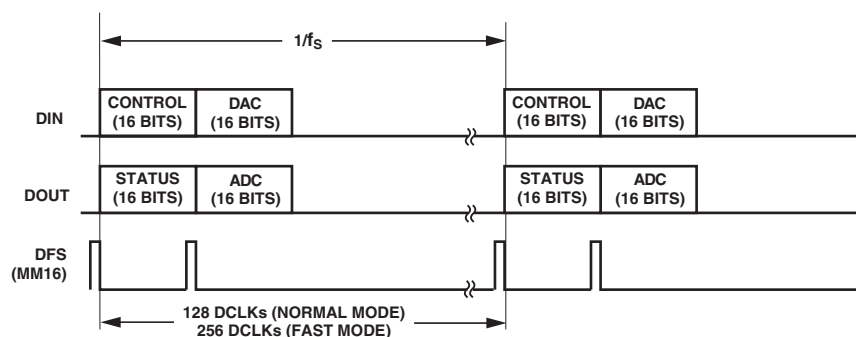 1/fS
DIN
CONTROL
(16 BITS)
DAC
(16 BITS)
CONTROL
(16 BITS)
DAC
(16 BITS)
DOUT
STATUS
(16 BITS)
ADC
(16 BITS)
STATUS
(16 BITS)
ADC
(16 BITS)
DFS
(MM16)
128 DCLKs (NORMAL MODE)
256 DCLKs (FAST MODE)